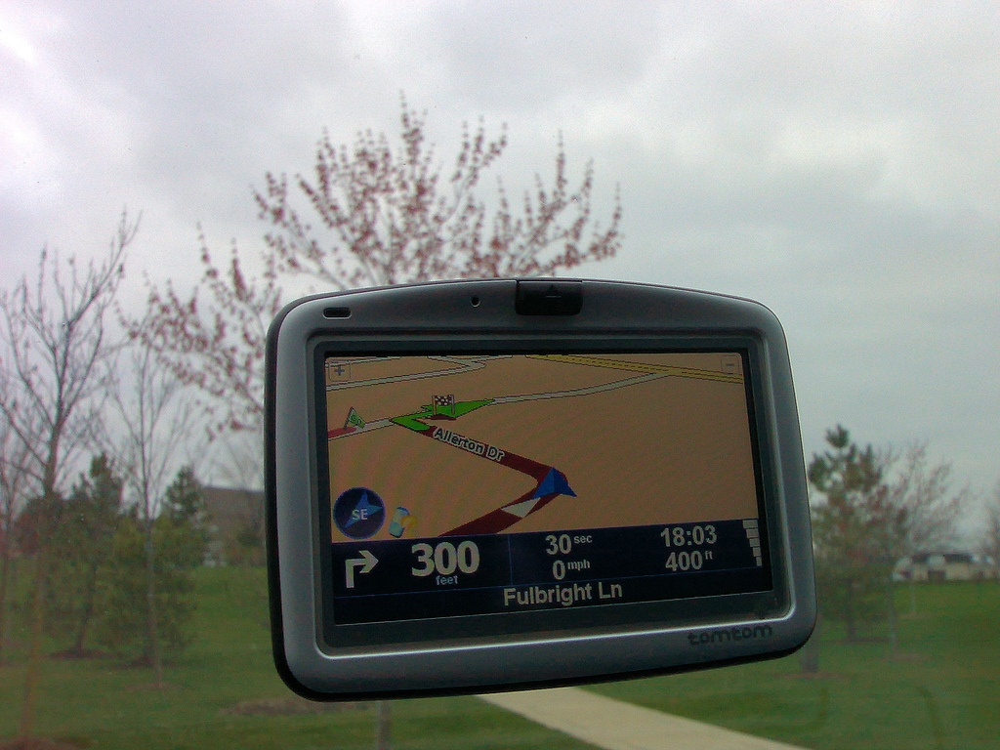 +
−
Allerton Dr
SE
300 feet
30 sec
0 mph
18:03
400 ft
Fulbright Ln
tomtom